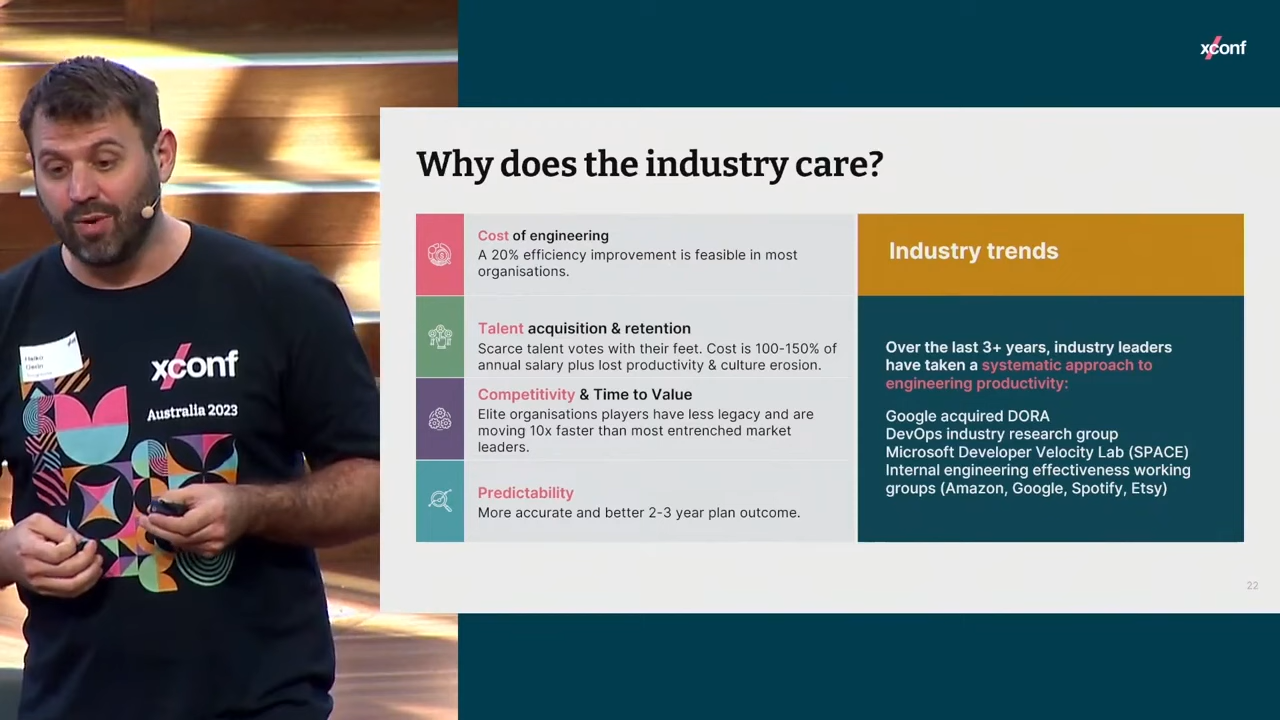 xconf
Why does the industry care?
Cost of engineering
A 20% efficiency improvement is feasible in most
organisations.
Talent acquisition & retention
Scarce talent votes with their feet. Cost is 100-150% of
annual salary plus lost productivity & culture erosion.
Competitivity & Time to Value
Elite organisations players have less legacy and are
moving 10x faster than most entrenched market
leaders.
Predictability
More accurate and better 2-3 year plan outcome.
Industry trends
Over the last 3+ years, industry leaders
have taken a systematic approach to
engineering productivity:
Google acquired DORA
DevOps industry research group
Microsoft Developer Velocity Lab (SPACE)
Internal engineering effectiveness working
groups (Amazon, Google, Spotify, Etsy)
22
xconf
Australia 2023